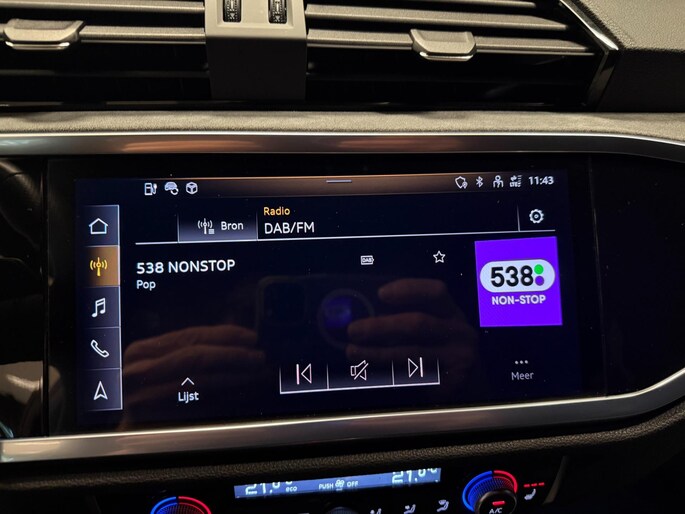 11:43
Radio
Bron
DAB/FM
538 NONSTOP
DAB
Pop
538
NON-STOP
Lijst
Meer
21,0° eco PUSH OFF 21,0°
A/C